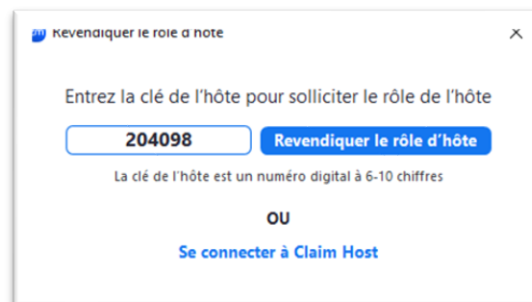 Revendiquer le rôle d'hôte
Entrez la clé de l'hôte pour solliciter le rôle de l'hôte
204098
Revendiquer le rôle d'hôte
La clé de l'hôte est un numéro digital à 6-10 chiffres
OU
Se connecter à Claim Host